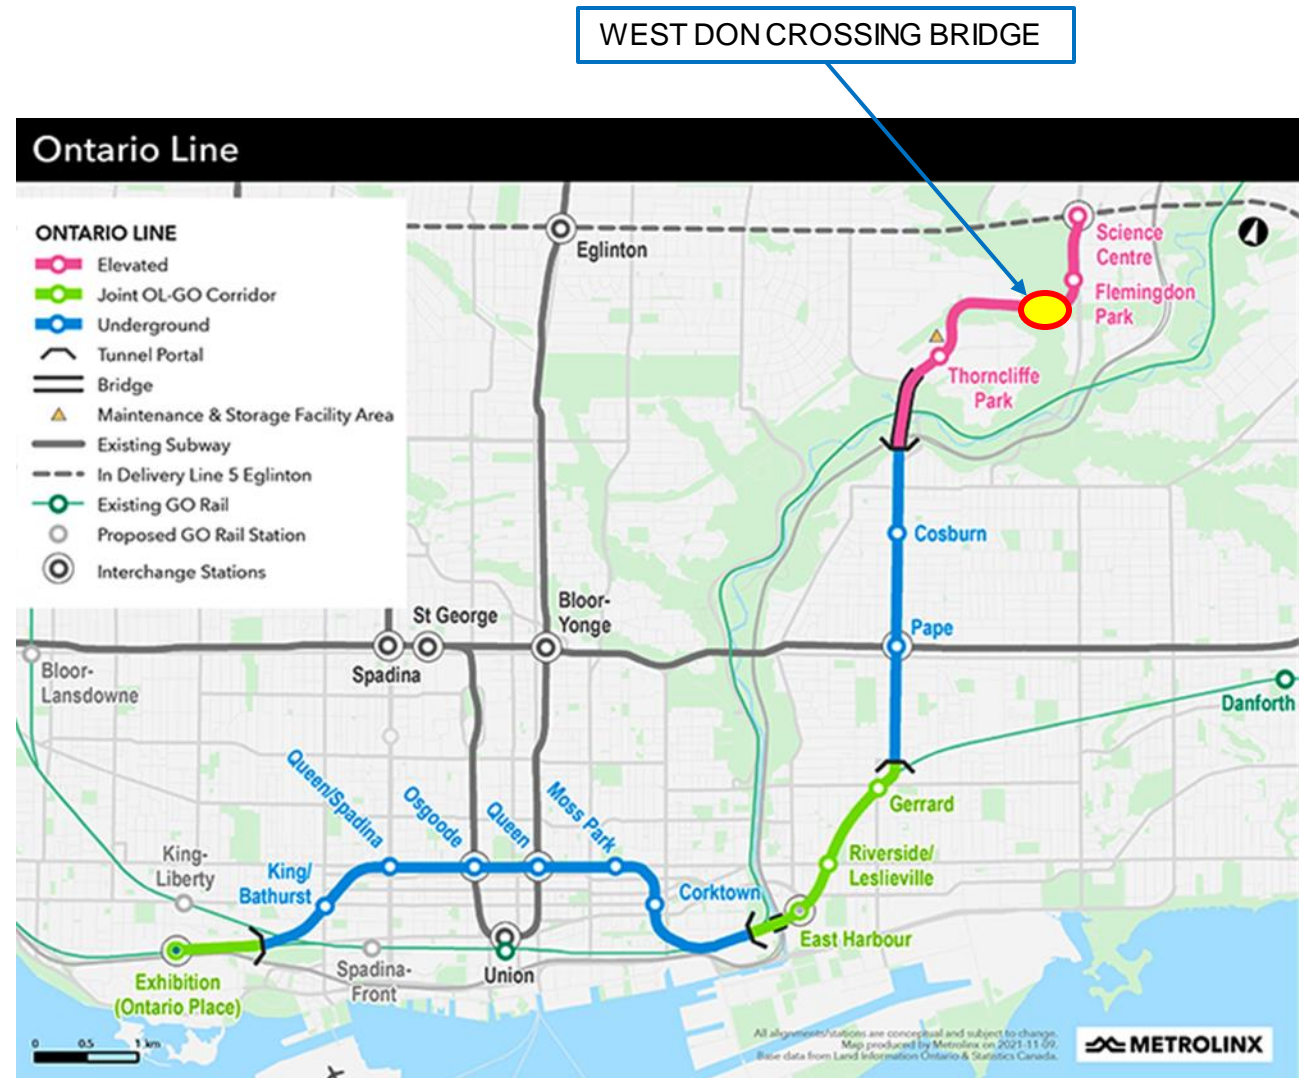 WEST DON CROSSING BRIDGE
Ontario Line
ONTARIO LINE
Elevated
Joint OL-GO Corridor
Underground
Tunnel Portal
Bridge
Maintenance & Storage Facility Area
Existing Subway
In Delivery Line 5 Eglinton
Existing GO Rail
Proposed GO Rail Station
Interchange Stations
Eglinton
Science
Centre
Flemingdon
Park
Thorncliffe
Park
Cosburn
Pape
St George
Bloor-
Yonge
Spadina
Bloor-
Lansdowne
Danforth
Gerrard
Riverside/
Leslieville
Queen/Spadina
Osgoode
Queen
Moss Park
King-
Liberty
King/
Bathurst
Corktown
East Harbour
Exhibition
(Ontario Place)
Spadina-
Front
Union
0 0.5 1 km
All alignments/stations are conceptual and subject to change.
Map produced by Metrolinx on 2021-11-09.
Base data from Land Information Ontario & Statistics Canada.
METROLINX